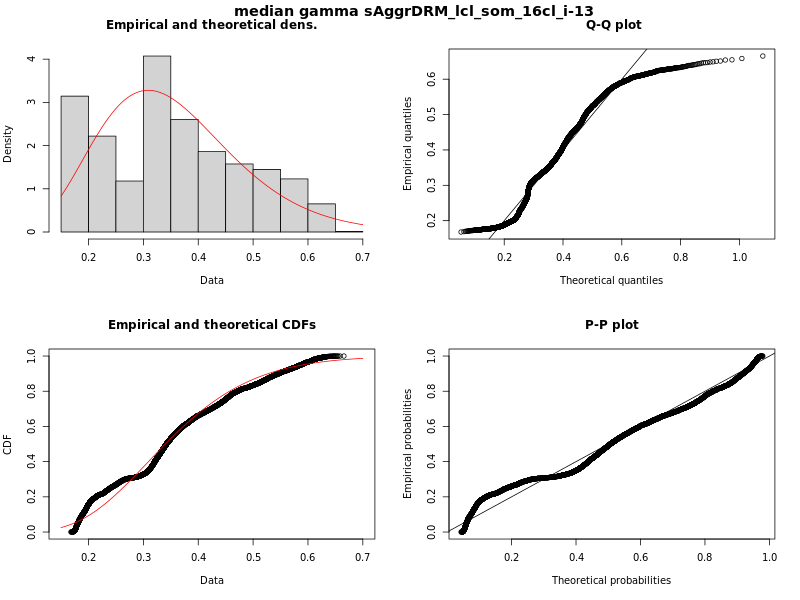 median gamma sAggrDRM_lcl_som_16cl_i-13
Empirical and theoretical dens.
Density
0 1 2 3 4
0.2 0.3 0.4 0.5 0.6 0.7
Data
Q-Q plot
Empirical quantiles
0.2 0.3 0.4 0.5 0.6
0.2 0.4 0.6 0.8 1.0
Theoretical quantiles
Empirical and theoretical CDFs
CDF
0.0 0.2 0.4 0.6 0.8 1.0
0.2 0.3 0.4 0.5 0.6 0.7
Data
P-P plot
Empirical probabilities
0.0 0.2 0.4 0.6 0.8 1.0
0.2 0.4 0.6 0.8 1.0
Theoretical probabilities